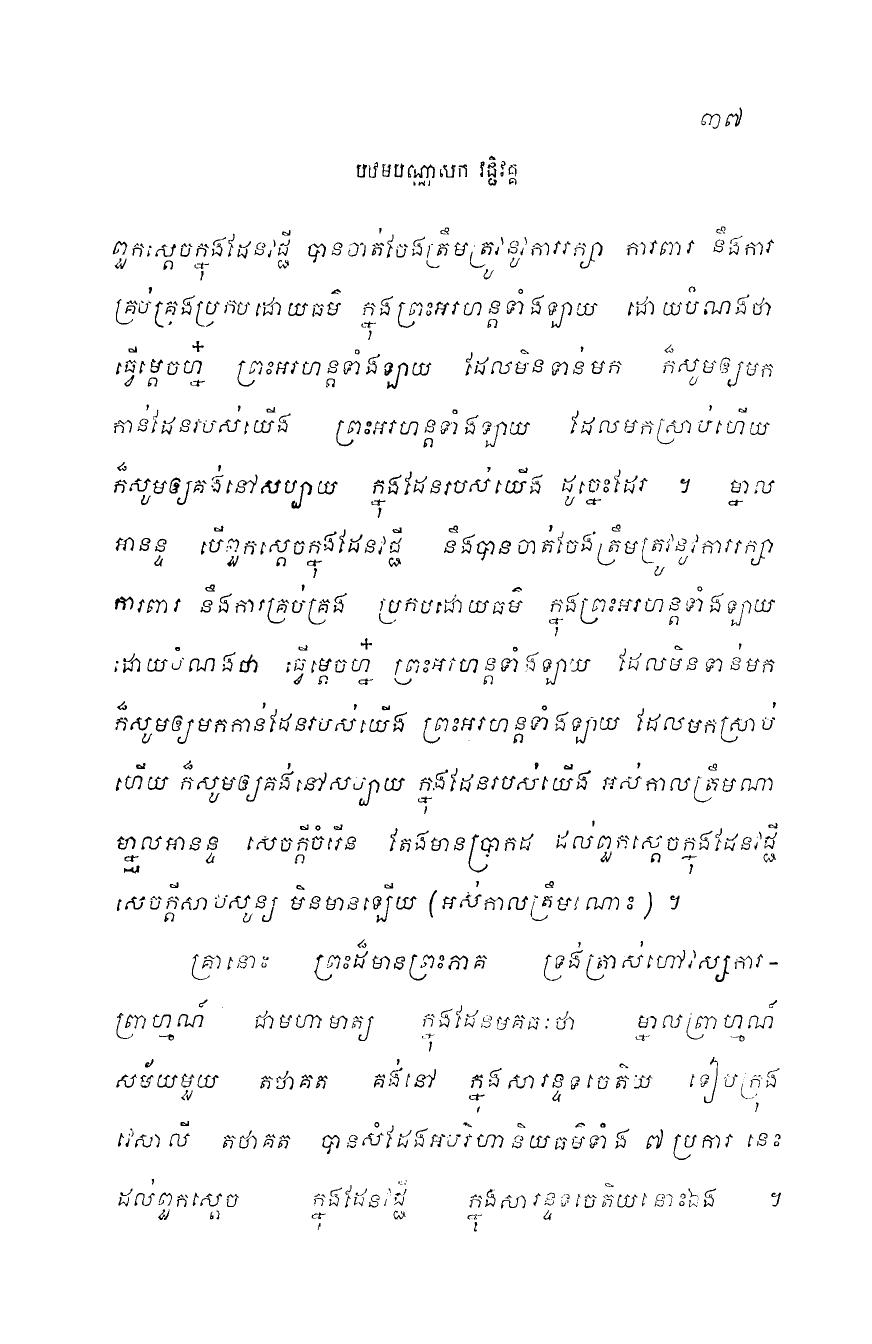 ៣៧
បឋមបណ្ណាសក វជ្ជិវគ្គ
ពួកស្តេចក្នុងដែនវជ្ជី បានចាត់ចែងត្រឹមត្រូវនូវការរក្សា ការពារ នឹងការ
គ្រប់គ្រងប្រកបដោយធម៌ ក្នុងព្រះអរហន្តទាំងឡាយ ដោយបំណងថា
ធ្វើម្តេចហ្ន៎ ព្រះអរហន្តទាំងឡាយ ដែលមិនទាន់មក ក៏សូមឲ្យមក
កាន់ដែនរបស់យើង ព្រះអរហន្តទាំងឡាយ ដែលមកស្រាប់ហើយ
ក៏សូមឲ្យគង់នៅសប្បាយ ក្នុងដែនរបស់យើង ដូច្នេះដែរ ។ ម្នាល
អានន្ទ បើពួកស្តេចក្នុងដែនវជ្ជី នឹងបានចាត់ចែងត្រឹមត្រូវនូវការរក្សា
ការពារ នឹងការគ្រប់គ្រង ប្រកបដោយធម៌ ក្នុងព្រះអរហន្តទាំងឡាយ
ដោយបំណងថា ធ្វើម្តេចហ្ន៎ ព្រះអរហន្តទាំងឡាយ ដែលមិនទាន់មក
ក៏សូមឲ្យមកកាន់ដែនរបស់យើង ព្រះអរហន្តទាំងឡាយ ដែលមកស្រាប់
ហើយ ក៏សូមឲ្យគង់នៅសប្បាយ ក្នុងដែនរបស់យើង អស់កាលត្រឹមណា
ម្នាលអានន្ទ សេចក្តីចំរើន តែងមានប្រាកដ ដល់ពួកស្តេចក្នុងដែនវជ្ជី
សេចក្តីសាបសូន្យ មិនមានឡើយ (អស់កាលត្រឹមណោះ) ។
គ្រានោះ ព្រះដ៏មានព្រះភាគ ទ្រង់ត្រាស់ហៅវស្សការ-
ព្រាហ្មណ៍ ជាមហាមាត្យ ក្នុងដែនមគធៈថា ម្នាលព្រាហ្មណ៍
សម័យមួយ តថាគត គង់នៅ ក្នុងសារន្ទទចេតិយ ទៀបក្រុង
វេសាលី តថាគត បានសំដែងអបរិហានិយធម៌ទាំង ៧ ប្រការ នេះ
ដល់ពួកស្តេច ក្នុងដែនវជ្ជី ក្នុងសារន្ទទចេតិយនោះឯង ។